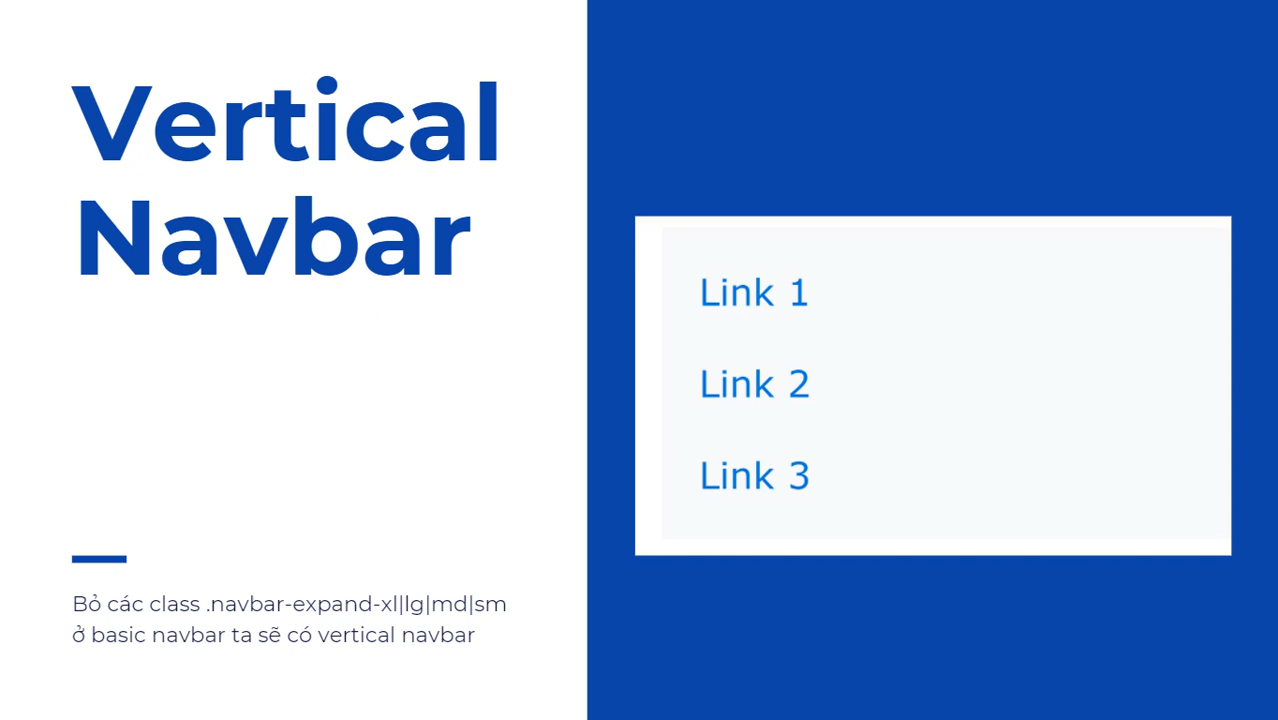 Vertical
Navbar
Bỏ các class .navbar-expand-xl|lg|md|sm
ở basic navbar ta sẽ có vertical navbar
Link 1
Link 2
Link 3